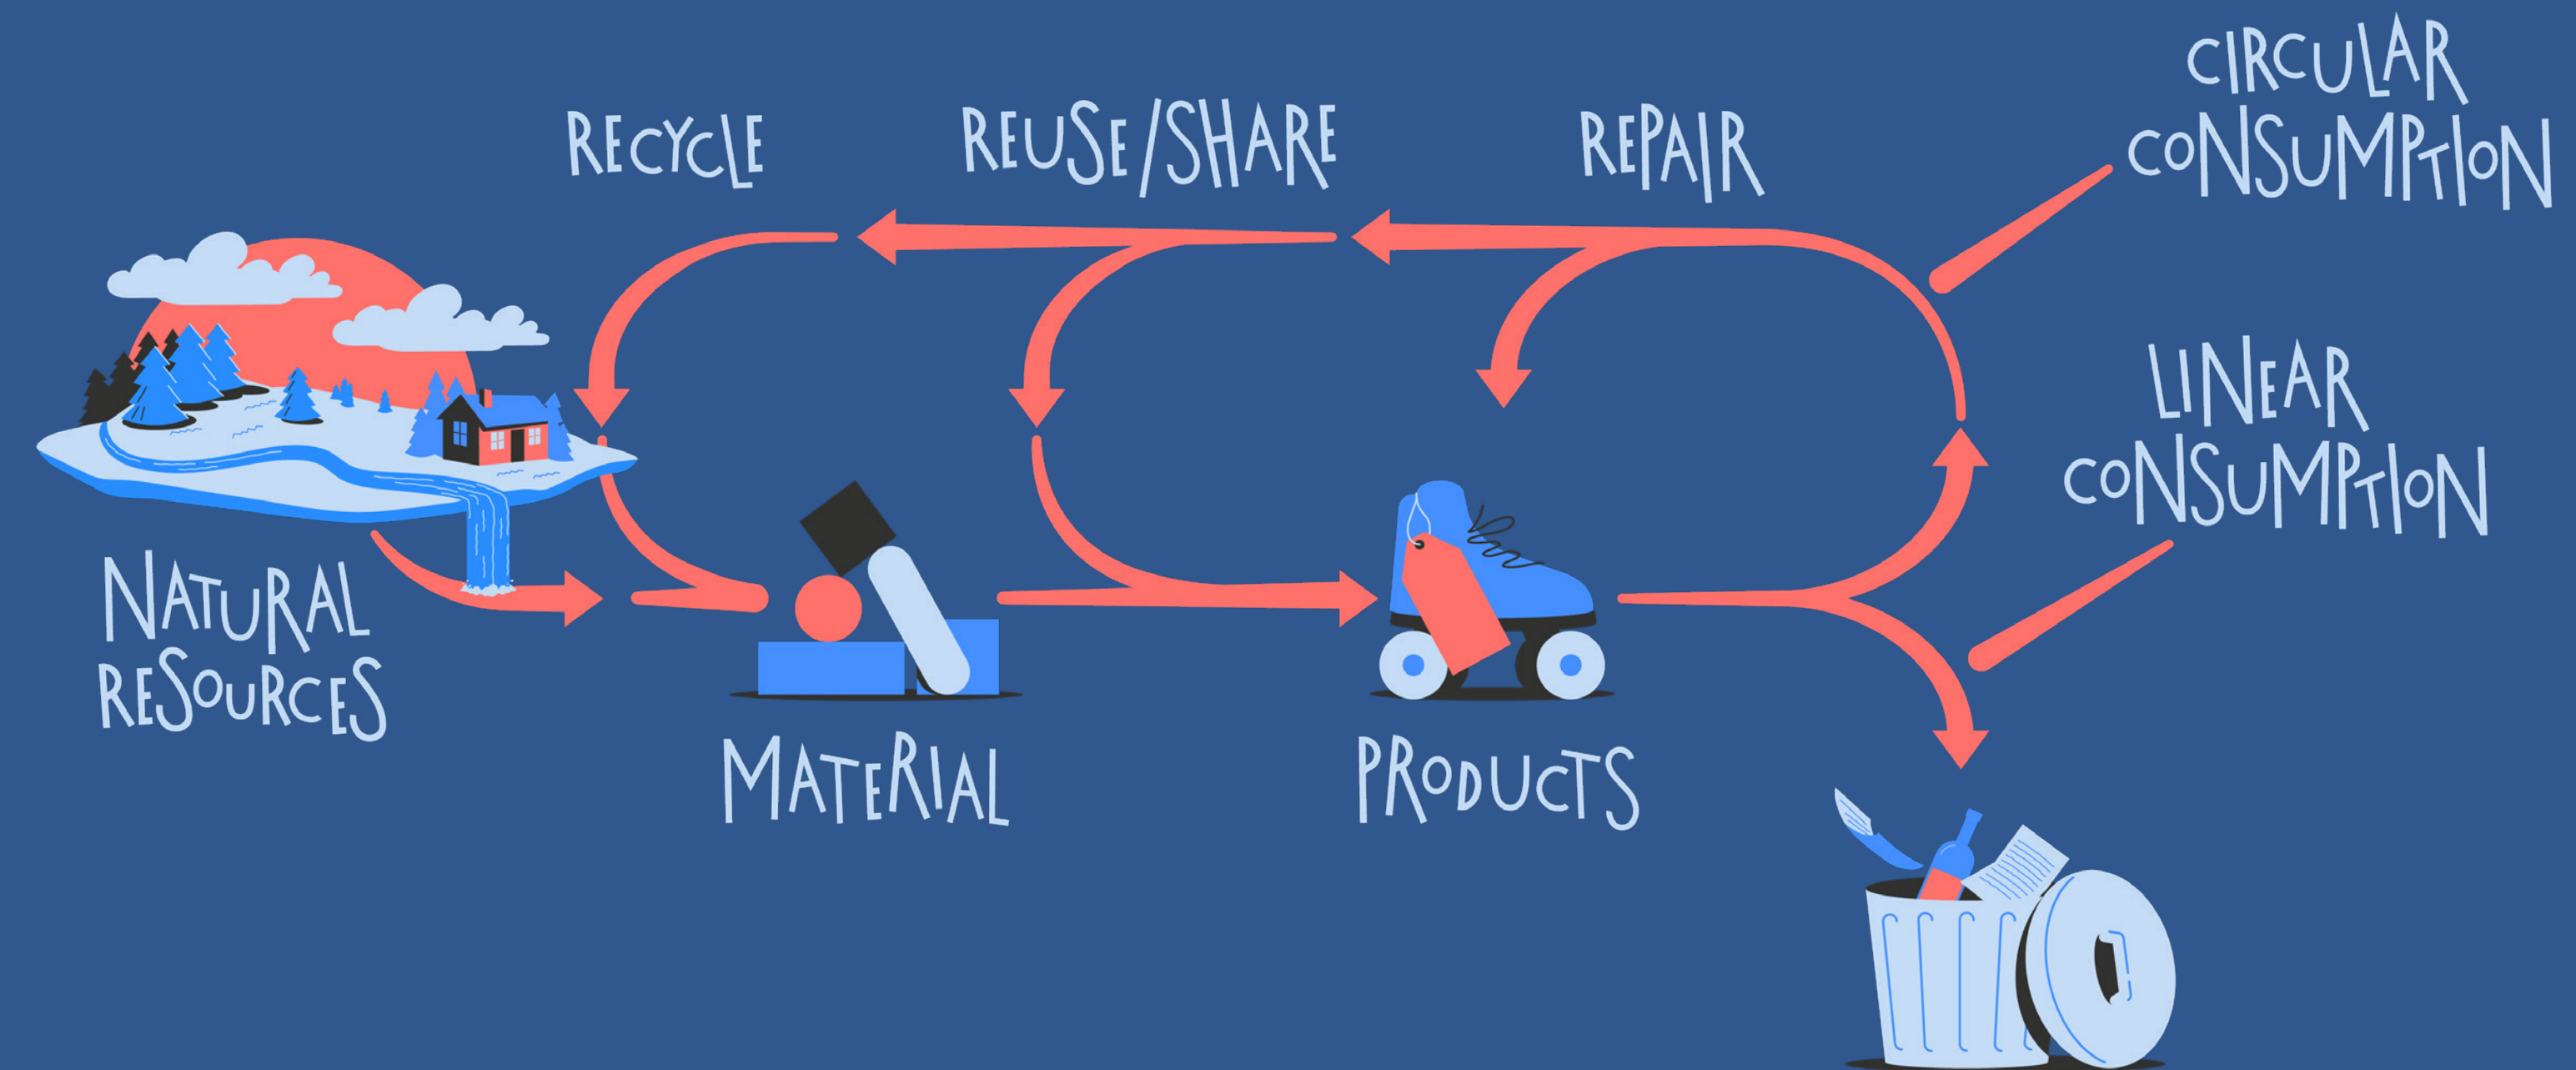 RECYCLE
REUSE/SHARE
REPAIR
CIRCULAR
CONSUMPTION
LINEAR
CONSUMPTION
NATURAL
RESOURCES
MATERIAL
PRODUCTS